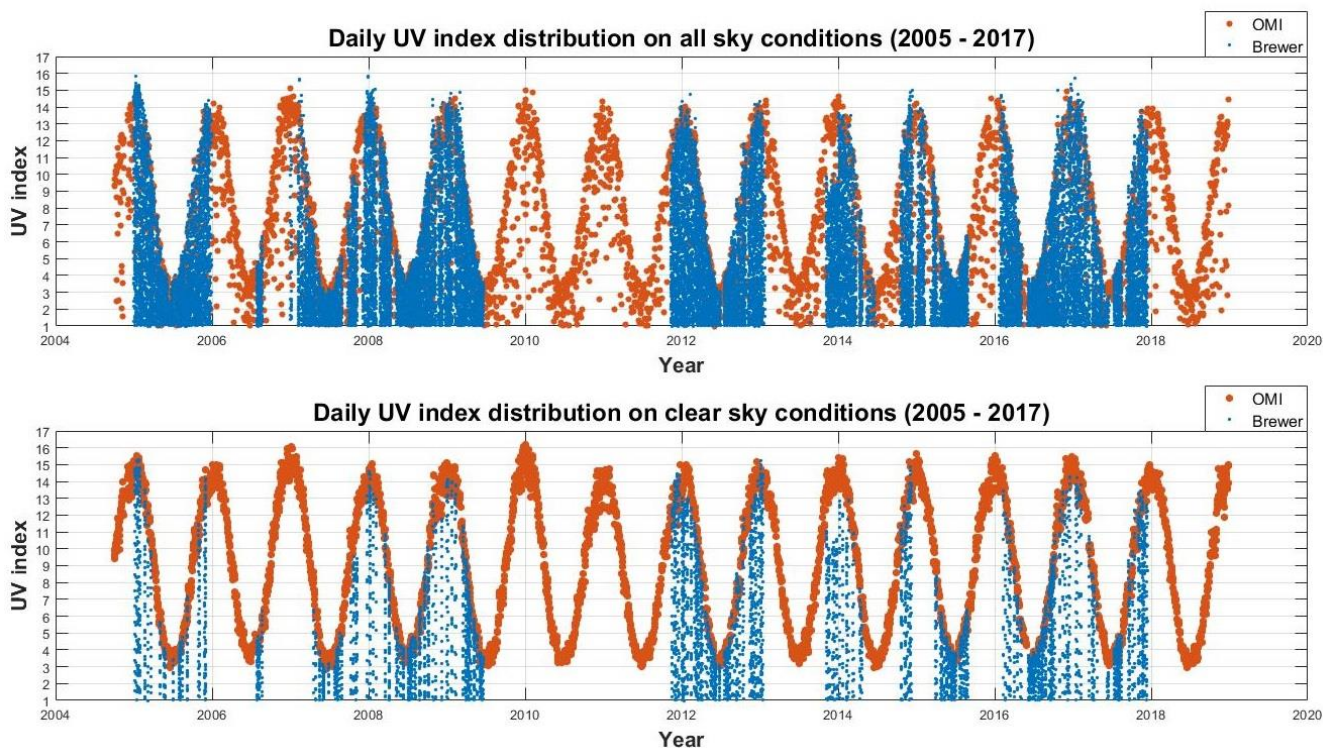 Daily UV index distribution on all sky conditions (2005 - 2017)
OMI
Brewer
UV index
17
16
15
14
13
12
11
10
9
8
7
6
5
4
3
2
1
2004 2006 2008 2010 2012 2014 2016 2018 2020
Year
Daily UV index distribution on clear sky conditions (2005 - 2017)
OMI
Brewer
UV index
17
16
15
14
13
12
11
10
9
8
7
6
5
4
3
2
1
2004 2006 2008 2010 2012 2014 2016 2018 2020
Year